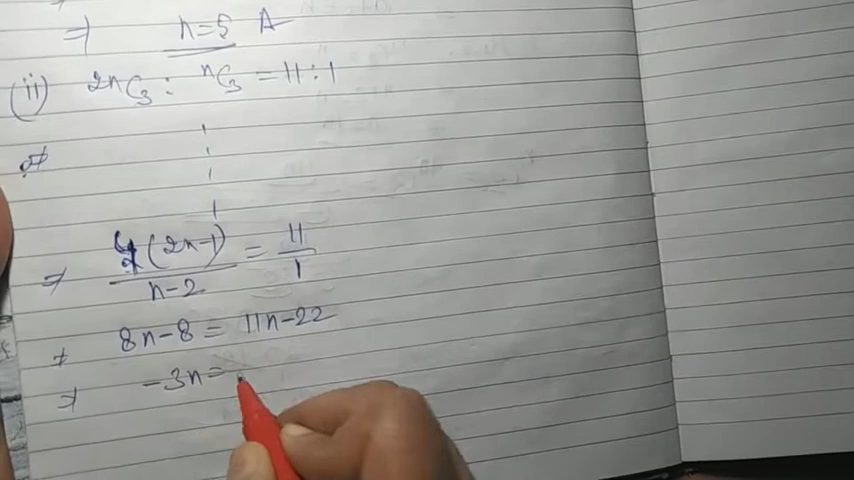 ⇒ n=5 A
(ii) 2nC3 : nC3 = 11:1
⇒
⇒ 4(2n-1)/n-2 = 11/1
⇒ 8n-8 = 11n-22
⇒ -3n =